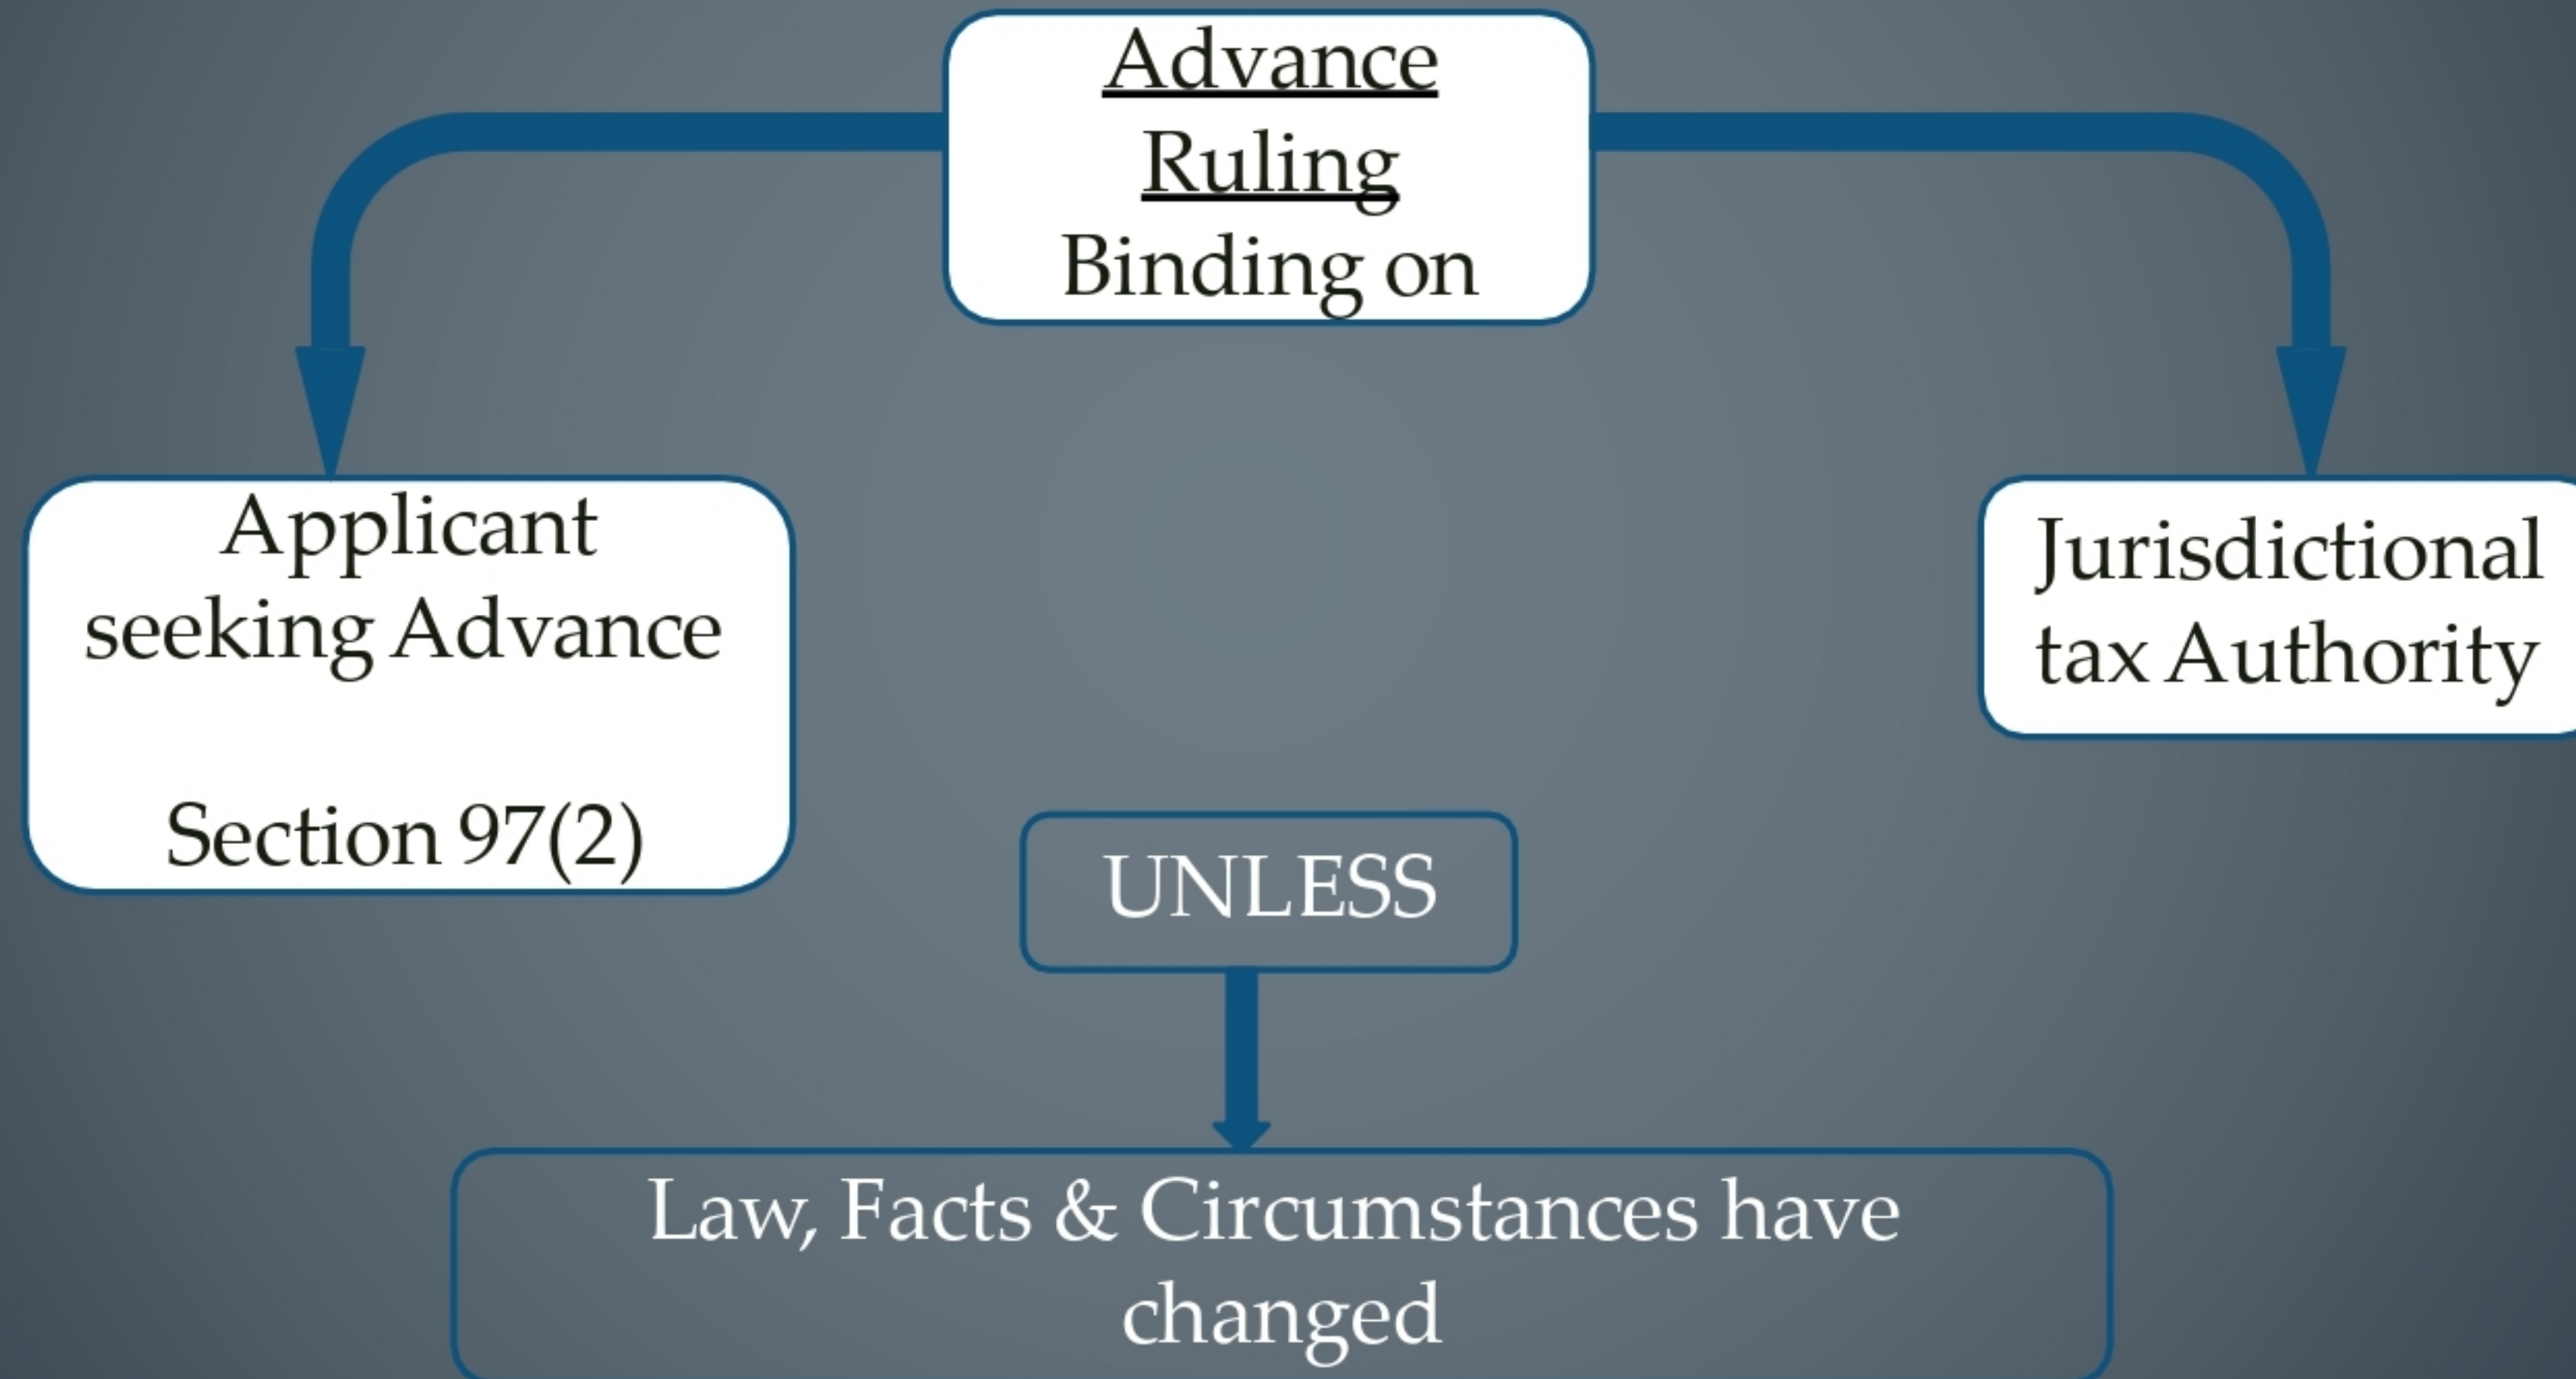 Advance
Ruling
Binding on
Applicant
seeking Advance
Section 97(2)
Jurisdictional
tax Authority
UNLESS
Law, Facts & Circumstances have
changed